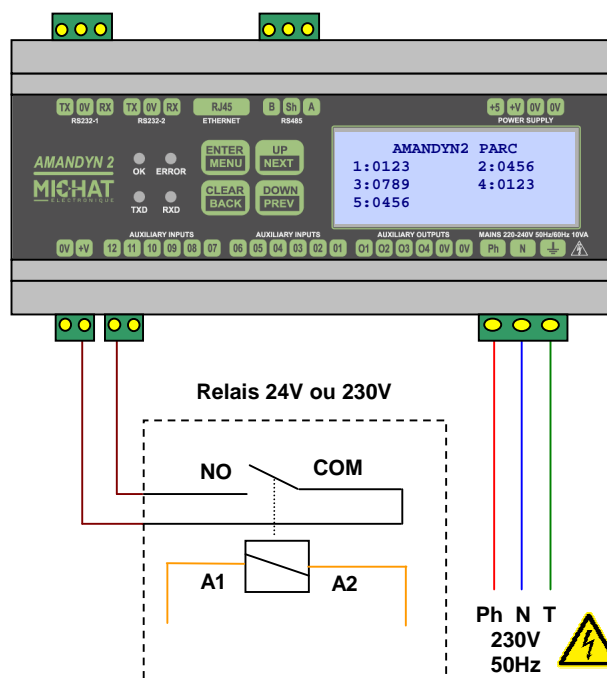 TX 0V RX TX 0V RX RJ45 B Sh A +5 +V 0V 0V
RS232-1 RS232-2 ETHERNET RS485 POWER SUPPLY
AMANDYN 2
MICHAT
ELECTRONIQUE
OK ERROR
TXD RXD
ENTER
MENU
UP
NEXT
CLEAR
BACK
DOWN
PREV
AMANDYN2 PARC
1:0123 2:0456
3:0789 4:0123
5:0456
AUXILIARY INPUTS AUXILIARY INPUTS AUXILIARY OUTPUTS MAINS 220-240V 50Hz/60Hz 10VA
0V +V 12 11 10 09 08 07 06 05 04 03 02 01 O1 O2 O3 O4 0V 0V Ph N
Relais 24V ou 230V
NO COM
A1 A2
Ph N T
230V
50Hz